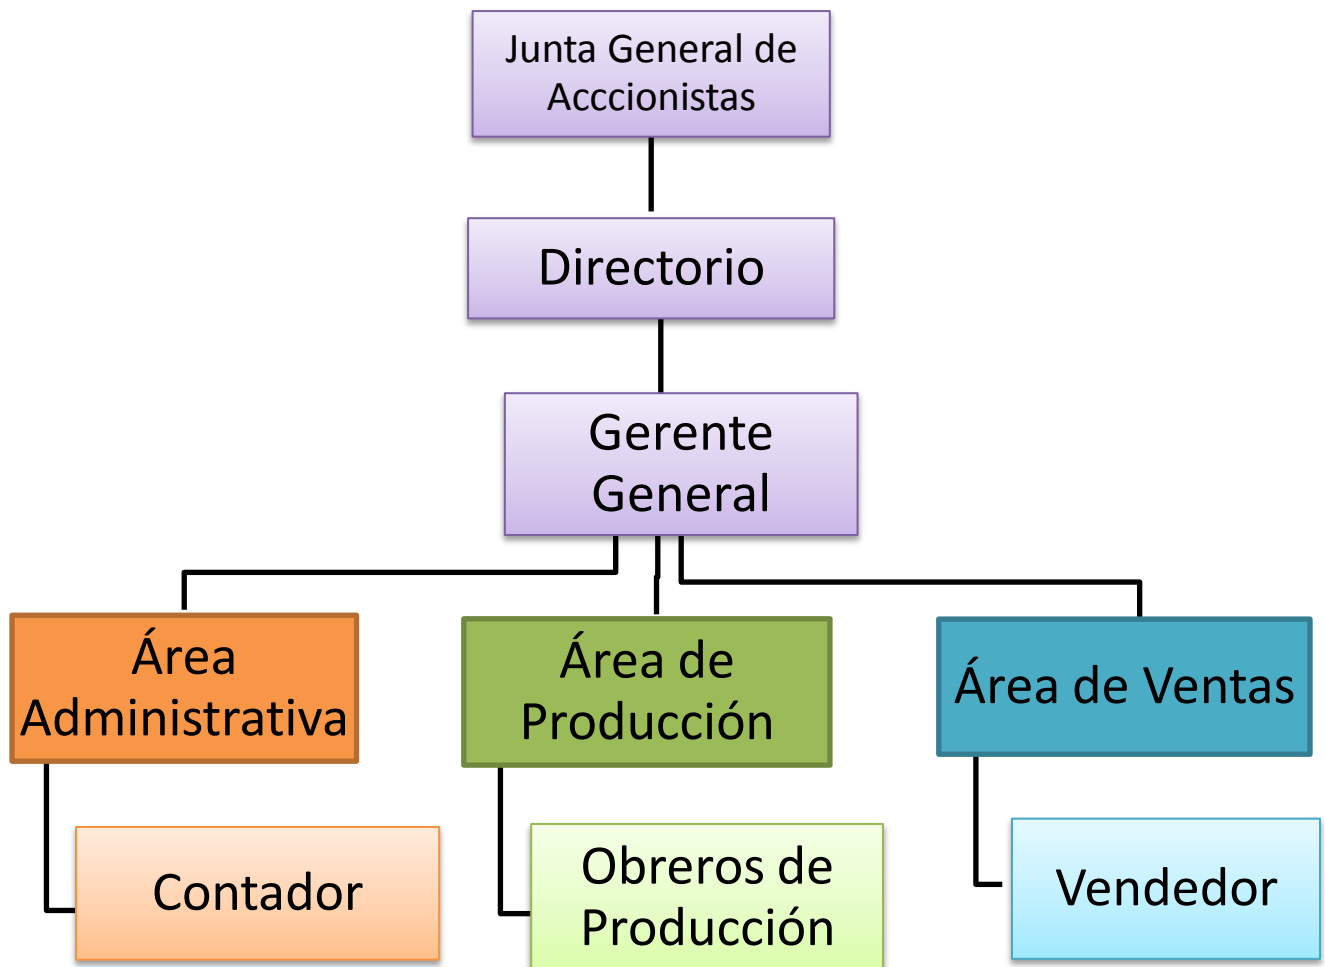 Junta General de
Acccionistas
Directorio
Gerente
General
Área
Administrativa
Área de
Producción
Área de Ventas
Contador
Obreros de
Producción
Vendedor